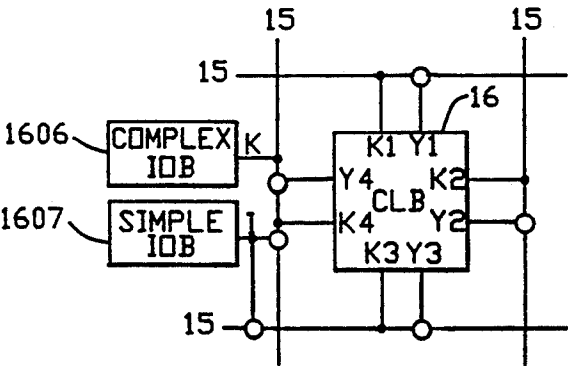 15 15
15
16
1606 COMPLEX IOB K
K1 Y1
Y4 K2
CLB
K4 Y2
K3 Y3
1607 SIMPLE IOB I
15